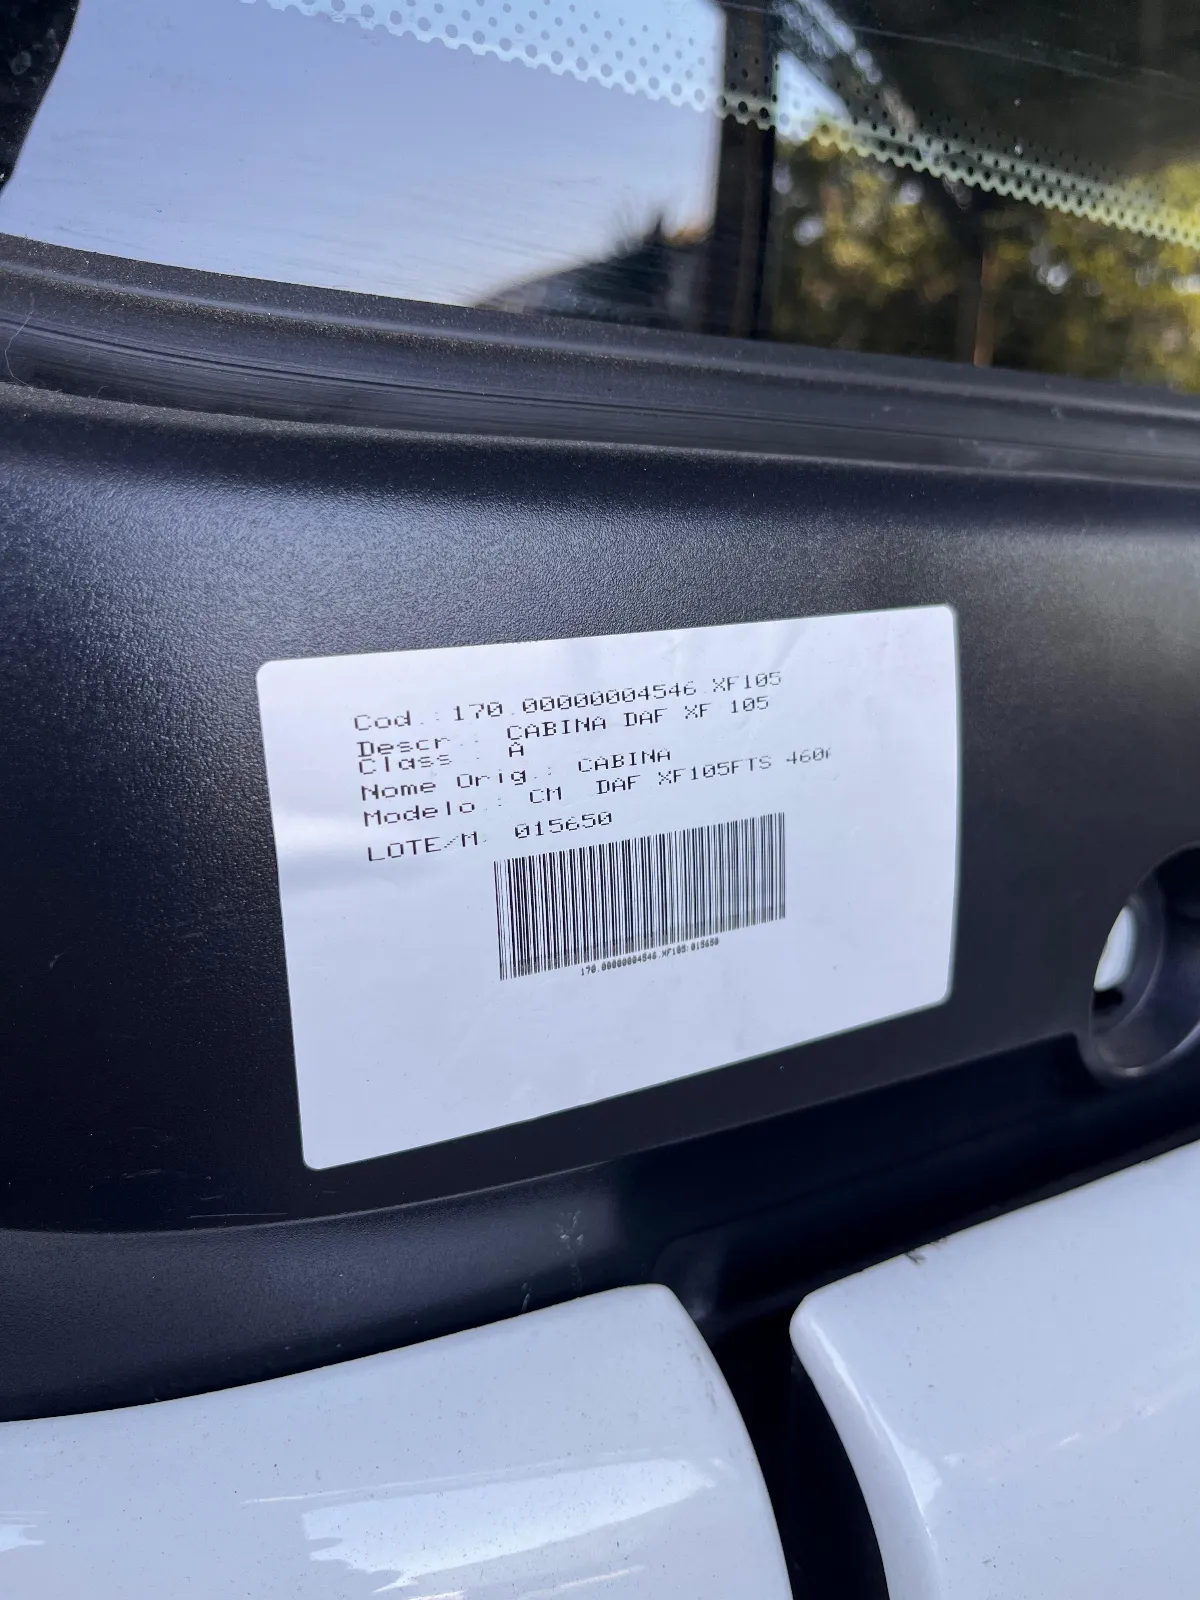 Cod.: 170.00000004546.XF105
Descr.: CABINA DAF XF 105
Class.: A
Nome Orig.: CABINA
Modelo.: CM DAF XF105FTS 460
LOTE/M: 015650
170.00000004546.XF105:015650